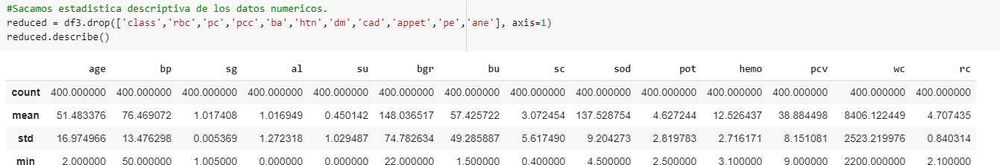 #Sacamos estadistica descriptiva de los datos numericos.
reduced = df3.drop(['class','rbc','pc','pcc','ba','htn','dm','cad','appet','pe','ane'], axis=1)
reduced.describe()
age bp sg al su bgr bu sc sod pot hemo pcv wc rc
count 400.000000 400.000000 400.000000 400.000000 400.000000 400.000000 400.000000 400.000000 400.000000 400.000000 400.000000 400.000000 400.000000 400.000000
mean 51.483376 76.469072 1.017408 1.016949 0.450142 148.036517 57.425722 3.072454 137.528754 4.627244 12.526437 38.884498 8406.122449 4.707435
std 16.974966 13.476298 0.005369 1.272318 1.029487 74.782634 49.285887 5.617490 9.204273 2.819783 2.716171 8.151081 2523.219976 0.840314
min 2.000000 50.000000 1.005000 0.000000 0.000000 22.000000 1.500000 0.400000 4.500000 2.500000 3.100000 9.000000 2200.000000 2.100000